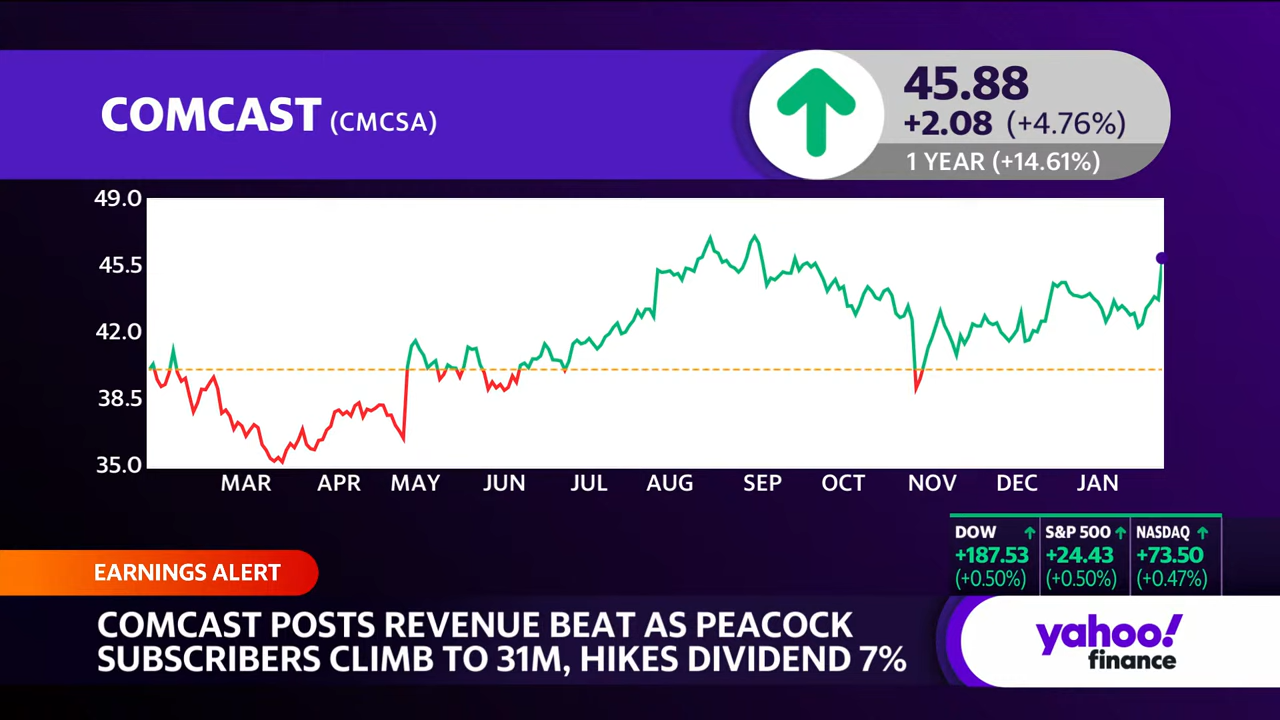 COMCAST (CMCSA)
45.88
+2.08 (+4.76%)
1 YEAR (+14.61%)
49.0
45.5
42.0
38.5
35.0
MAR APR MAY JUN JUL AUG SEP OCT NOV DEC JAN
DOW
+187.53
(+0.50%)
S&P 500
+24.43
(+0.50%)
NASDAQ
+73.50
(+0.47%)
EARNINGS ALERT
COMCAST POSTS REVENUE BEAT AS PEACOCK
SUBSCRIBERS CLIMB TO 31M, HIKES DIVIDEND 7%
yahoo!
finance